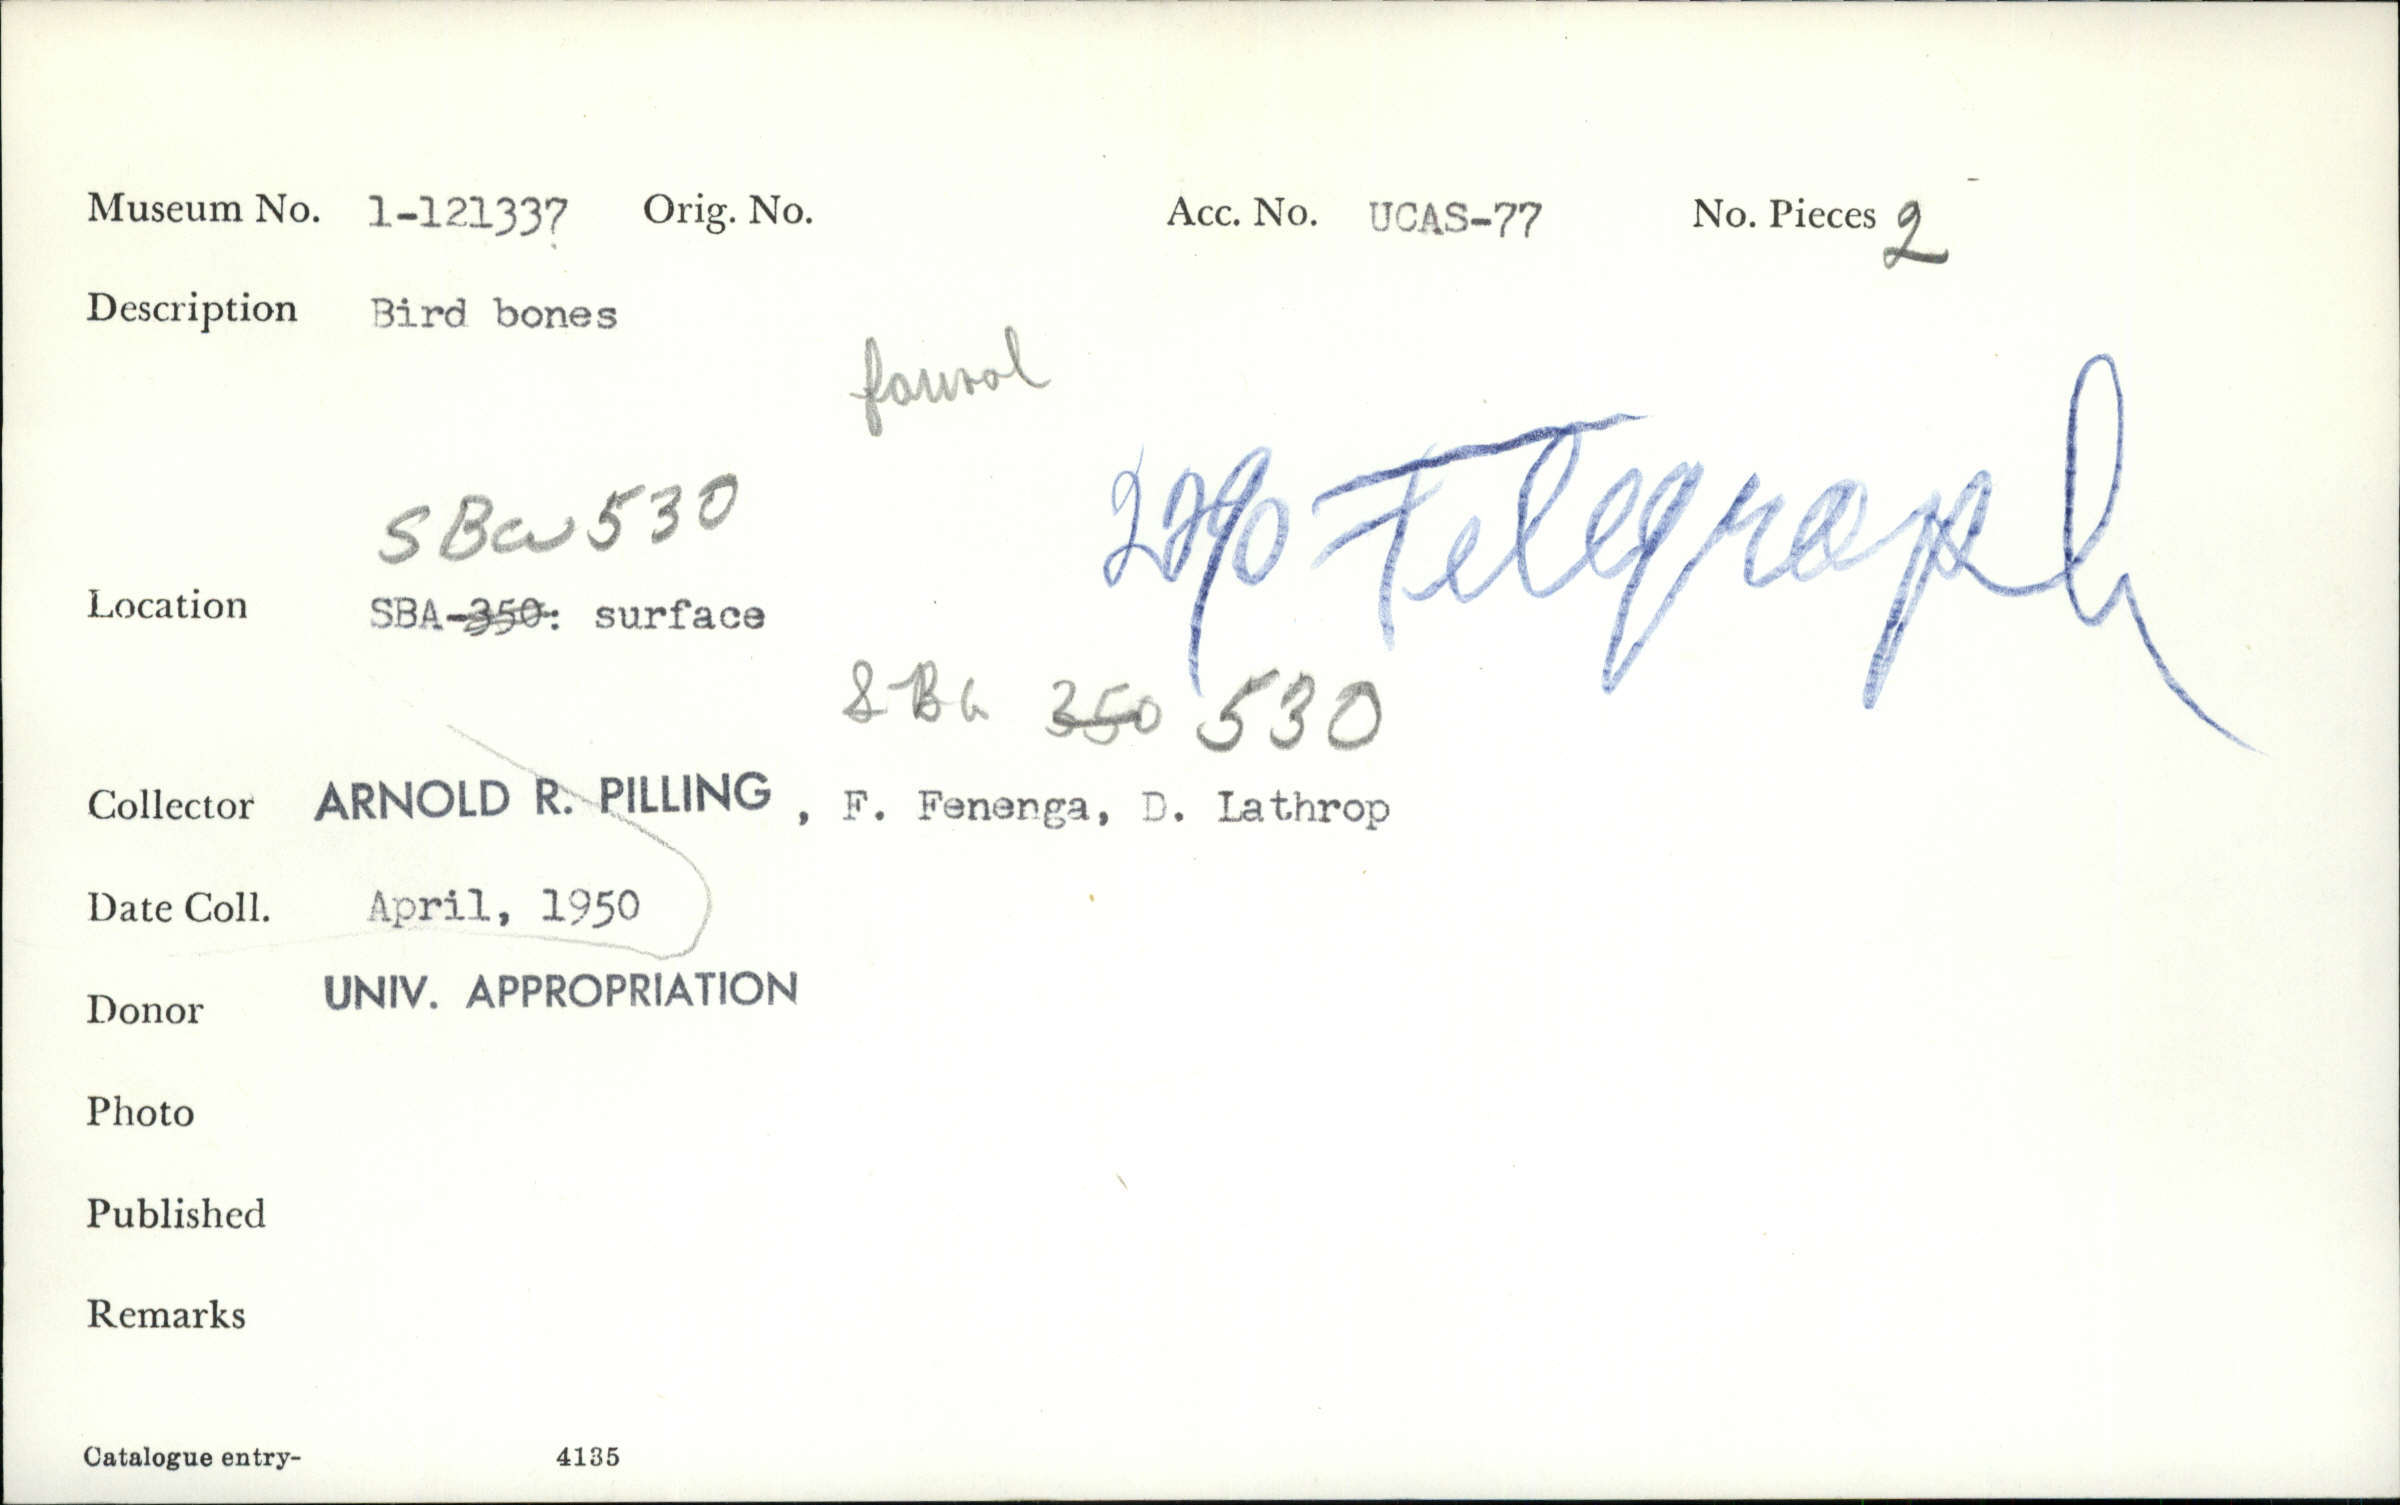 Museum No. 1-121337 Orig. No. Acc. No. UCAS-77 No. Pieces 2
Description Bird bones
faunal
Telegraph
SBa 530
Location SBA-350: surface
SBa 350 530
Collector ARNOLD R. PILLING , F. Fenenga, D. Lathrop
Date Coll. April, 1950
Donor UNIV. APPROPRIATION
Photo
Published
Remarks
Catalogue entry- 4135